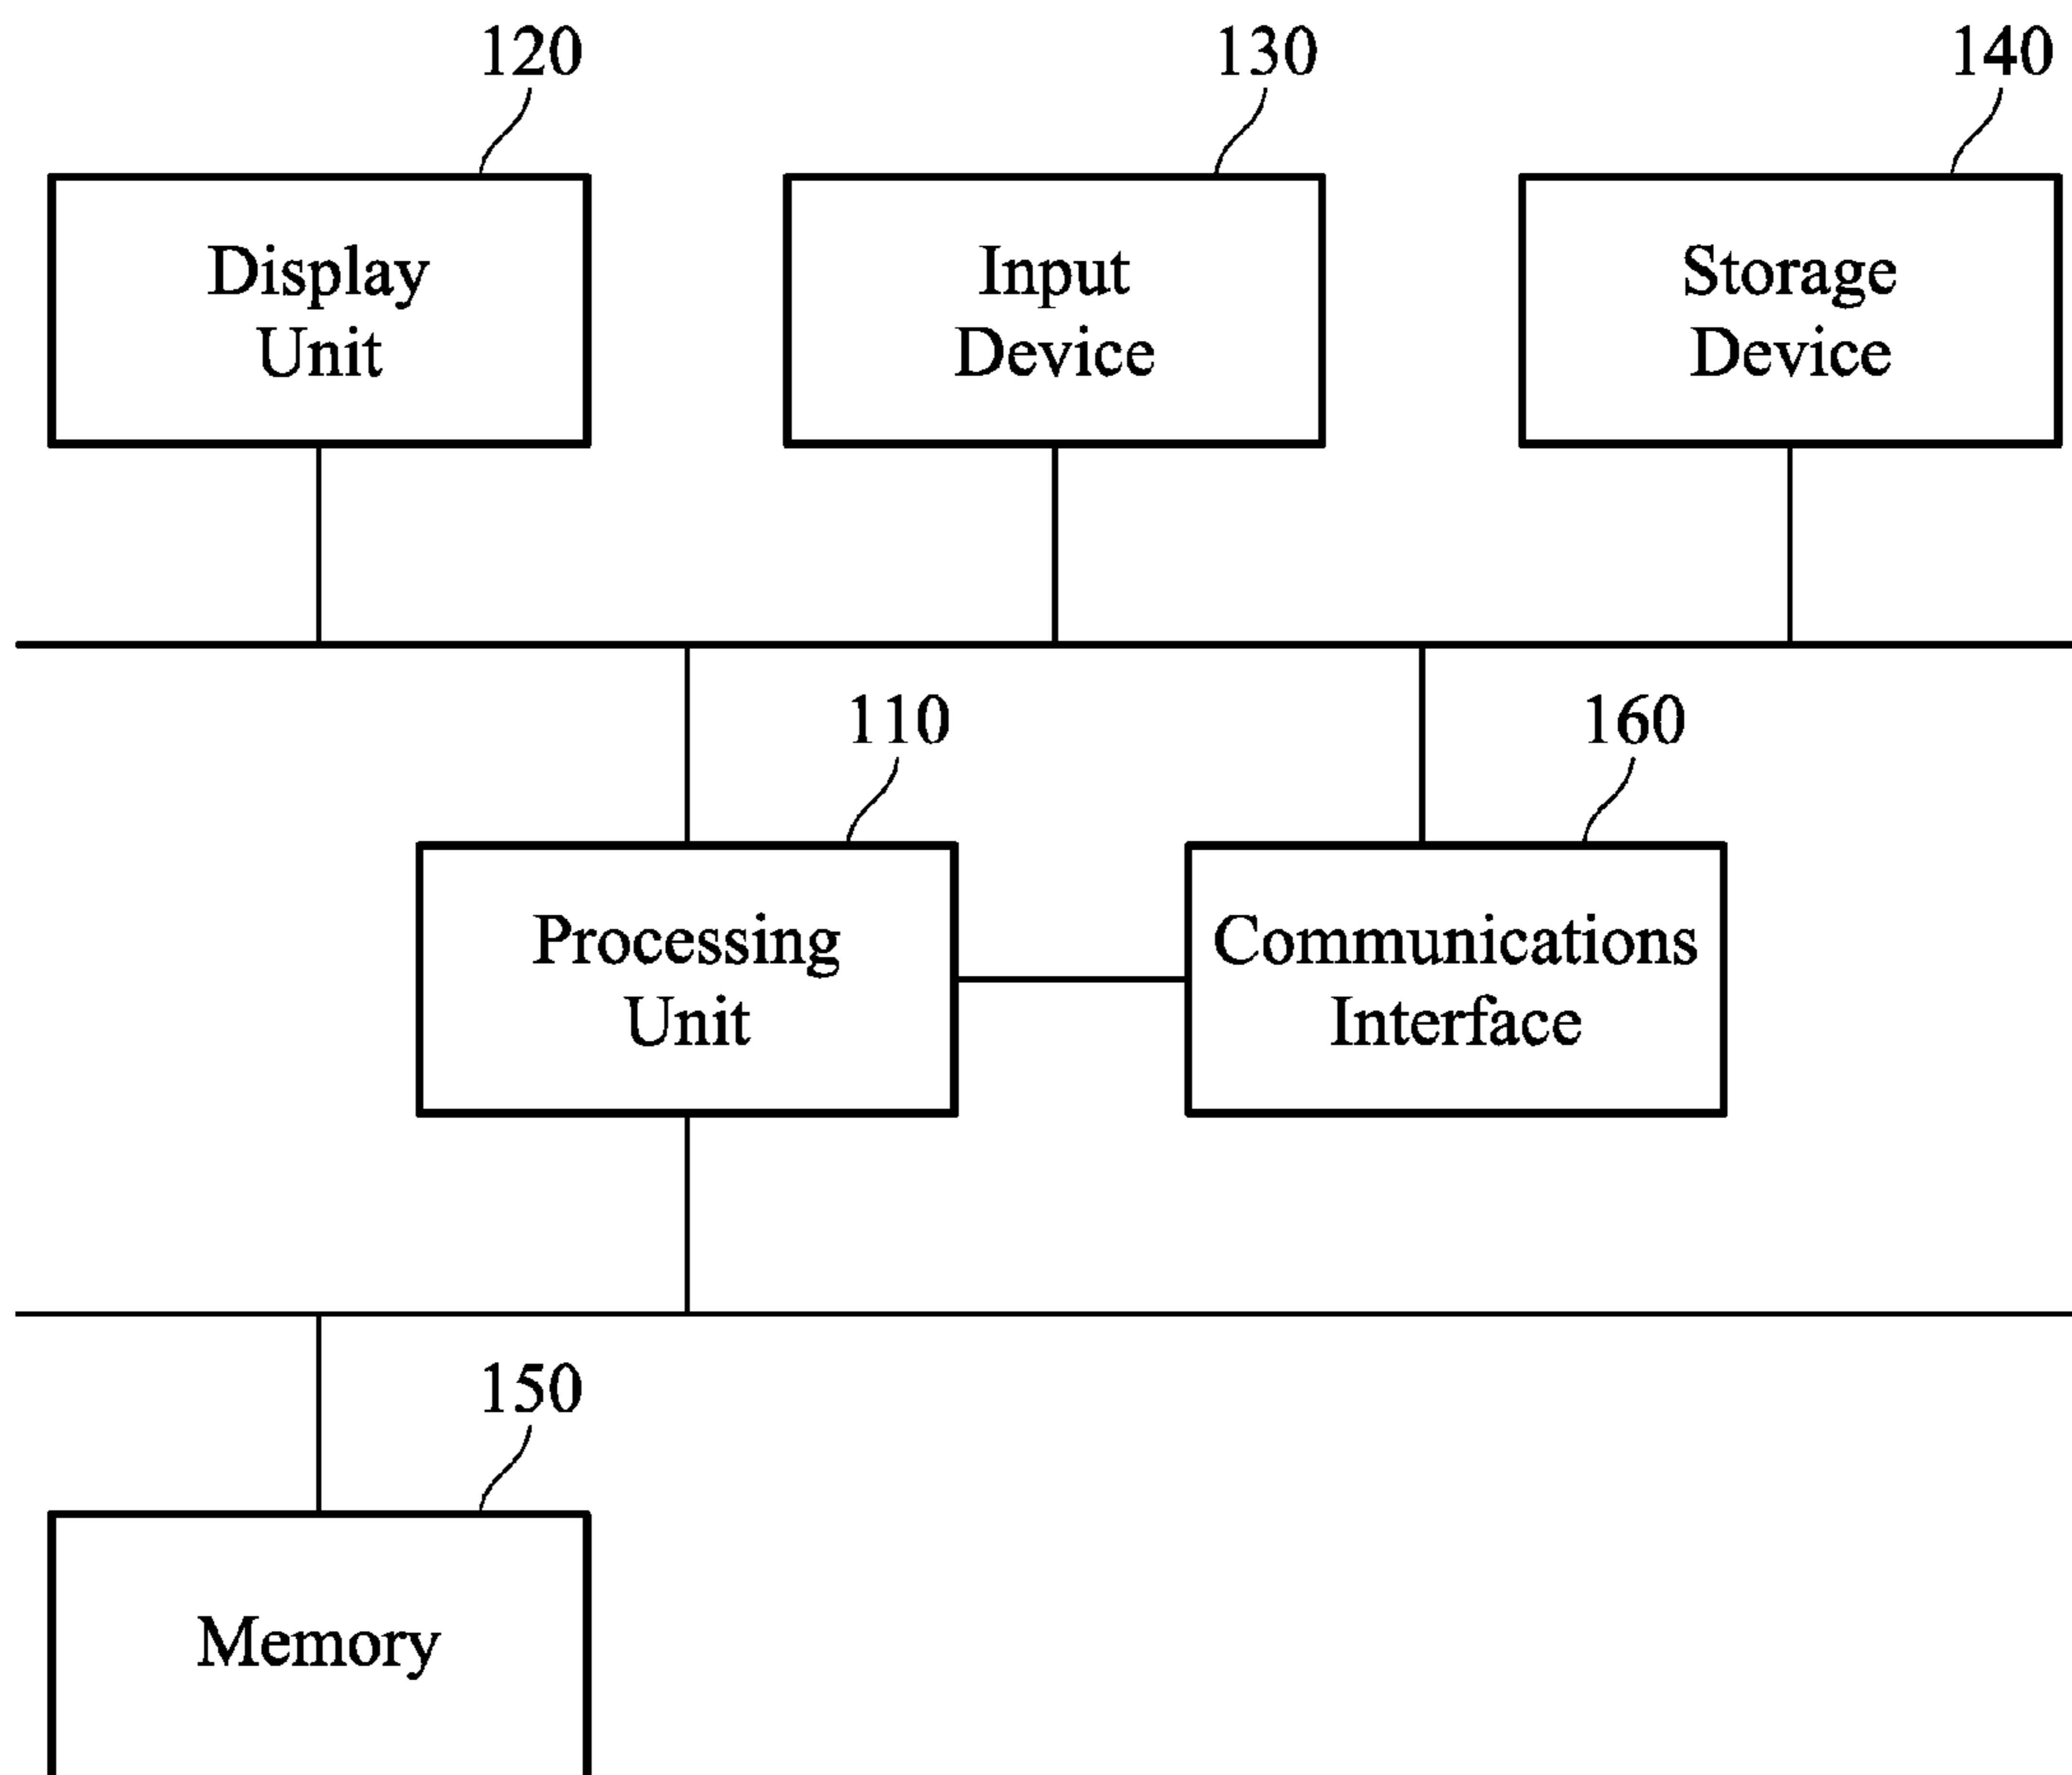 120
130
140
Display
Unit
Input
Device
Storage
Device
110
160
Processing
Unit
Communications
Interface
150
Memory